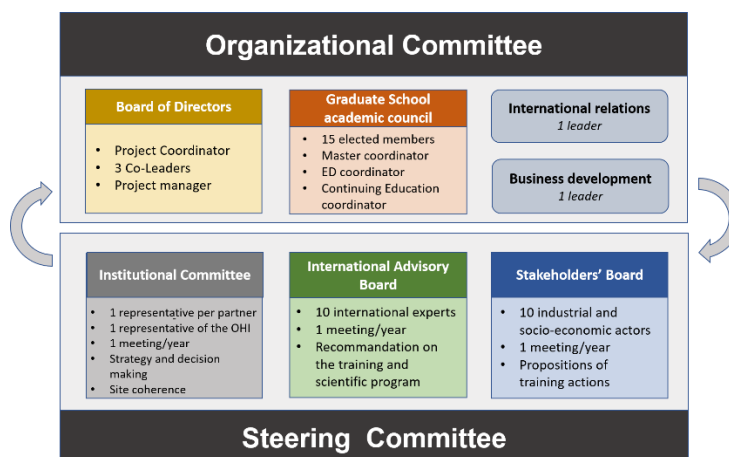 Organizational Committee
Board of Directors
• Project Coordinator
• 3 Co-Leaders
• Project manager
Graduate School
academic council
• 15 elected members
• Master coordinator
• ED coordinator
• Continuing Education
coordinator
International relations
1 leader
Business development
1 leader
Institutional Committee
• 1 representative per partner
• 1 representative of the OHI
• 1 meeting/year
• Strategy and decision
making
• Site coherence
International Advisory
Board
• 10 international experts
• 1 meeting/year
• Recommandation on
the training and
scientific program
Stakeholders’ Board
• 10 industrial and
socio-economic actors
• 1 meeting/year
• Propositions of
training actions
Steering Committee